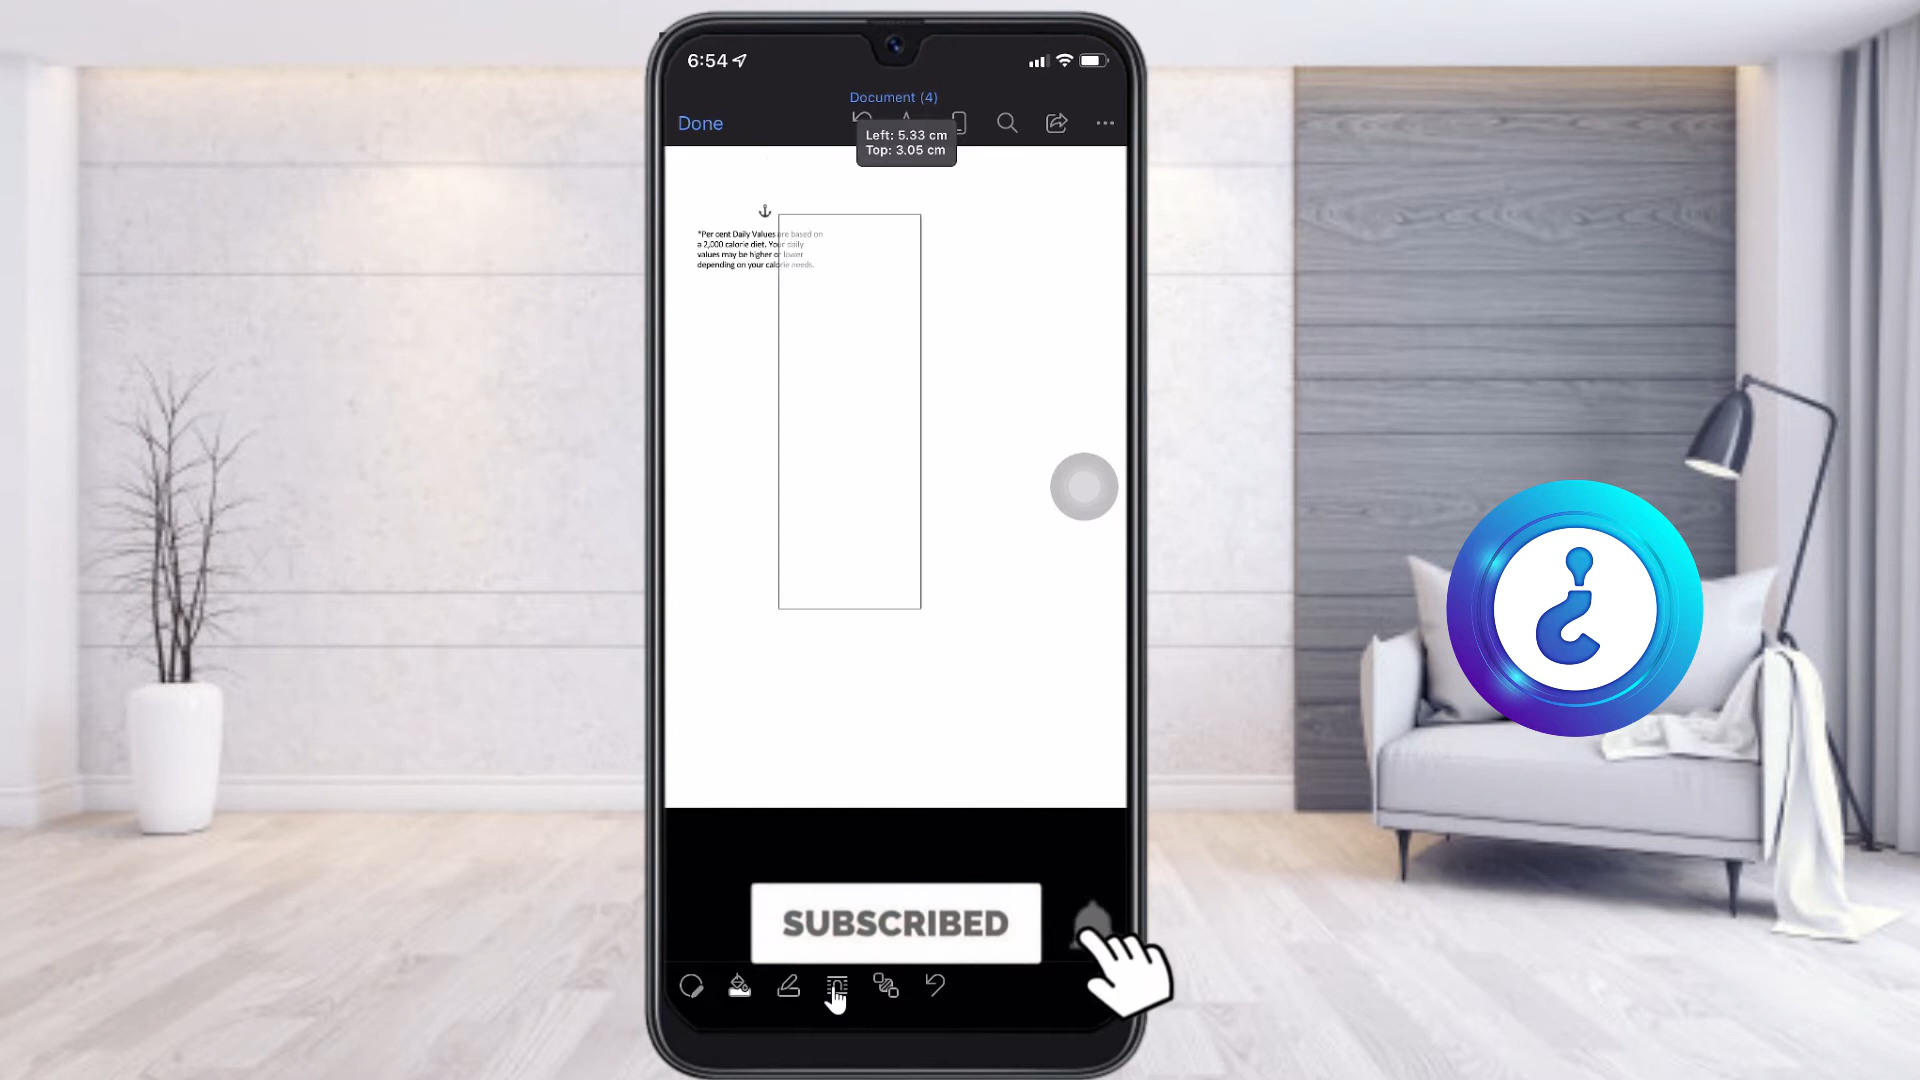 6:54
Document (4)
Done
Left: 5.33 cm
Top: 3.05 cm
*Per cent Daily Values are based on
a 2,000 calorie diet. Your daily
values may be higher or lower
depending on your calorie needs.
SUBSCRIBED